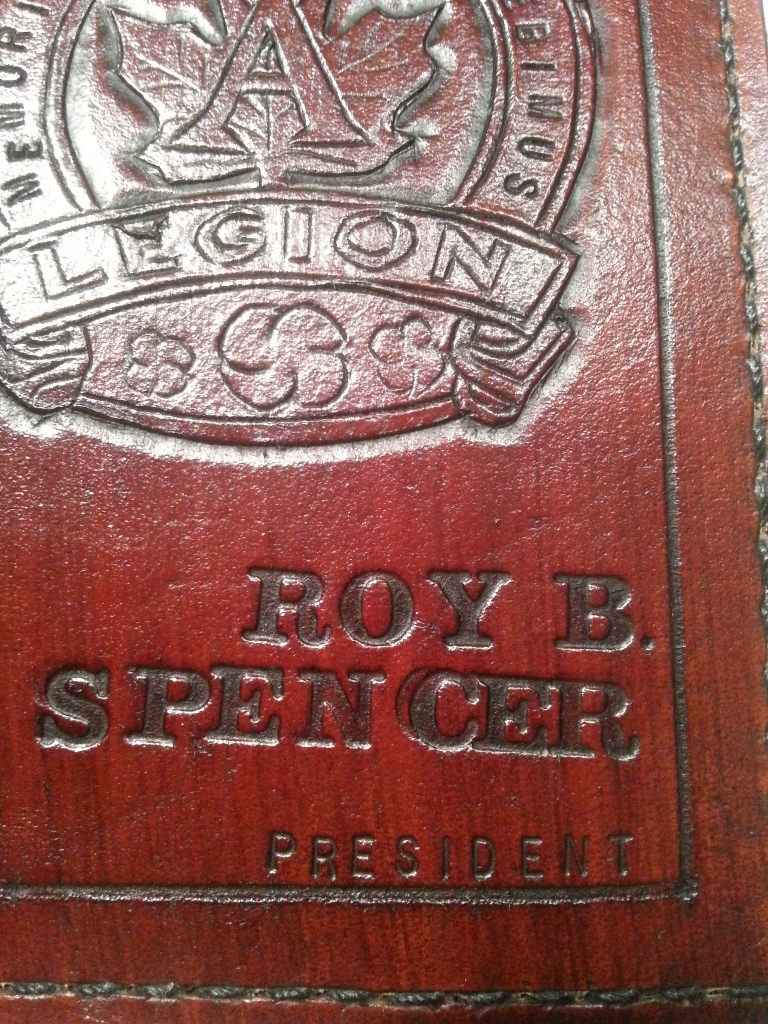 A
LEGION
ROY B.
SPENCER
PRESIDENT